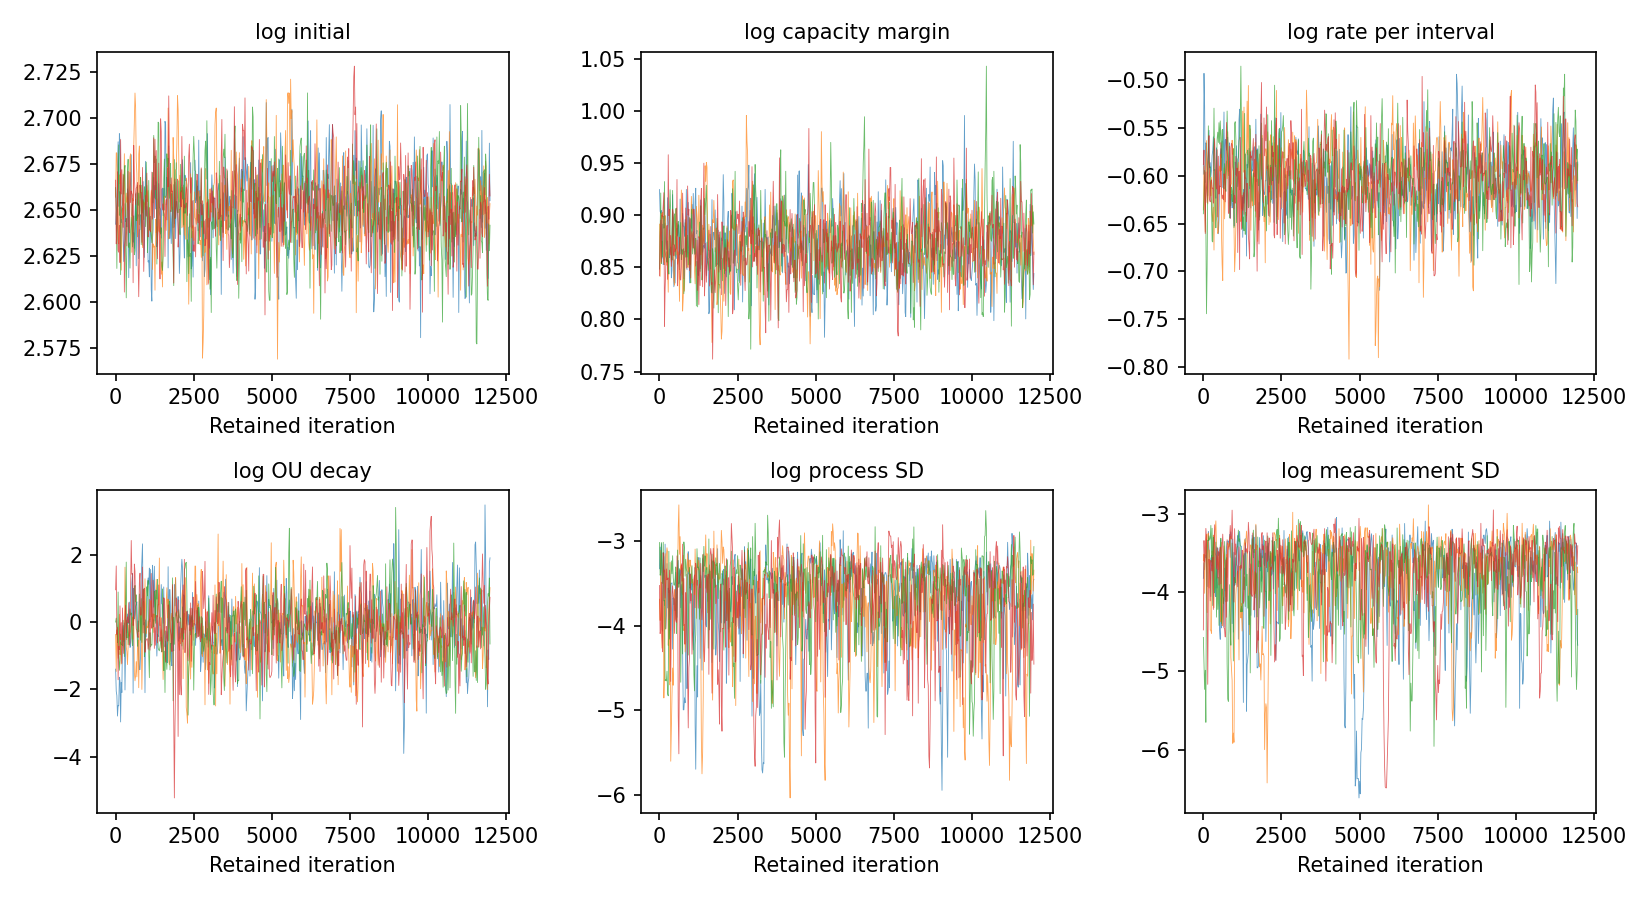 log initial
2.725
2.700
2.675
2.650
2.625
2.600
2.575
0 2500 5000 7500 10000 12500
Retained iteration
log capacity margin
1.05
1.00
0.95
0.90
0.85
0.80
0.75
0 2500 5000 7500 10000 12500
Retained iteration
log rate per interval
−0.50
−0.55
−0.60
−0.65
−0.70
−0.75
−0.80
0 2500 5000 7500 10000 12500
Retained iteration
log OU decay
2
0
−2
−4
0 2500 5000 7500 10000 12500
Retained iteration
log process SD
−3
−4
−5
−6
0 2500 5000 7500 10000 12500
Retained iteration
log measurement SD
−3
−4
−5
−6
0 2500 5000 7500 10000 12500
Retained iteration